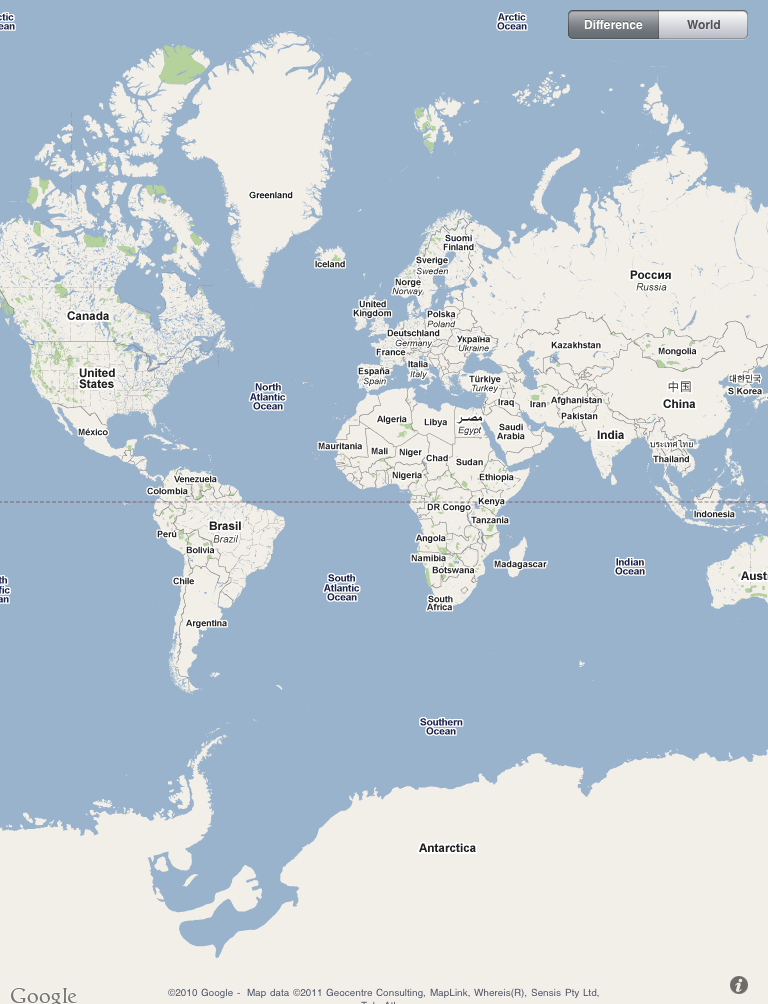 ctic
ean
Arctic
Ocean
Difference
World
Greenland
Iceland
Suomi
Finland
Sverige
Sweden
Norge
Norway
Россия
Russia
United
Kingdom
Polska
Poland
Canada
Deutschland
Germany
Україна
Ukraine
Kazakhstan
France
Mongolia
United
States
España
Spain
Italia
Italy
Türkiye
Turkey
中国
China
대한민국
S Korea
North
Atlantic
Ocean
Iraq
Iran
Afghanistan
Pakistan
México
Algeria
Libya
مصر
Egypt
Saudi
Arabia
India
Mauritania
Mali
Niger
Chad
Sudan
ประเทศไทย
Thailand
Venezuela
Nigeria
Ethiopia
Colombia
DR Congo
Kenya
Indonesia
Brasil
Brazil
Tanzania
Perú
Angola
Bolivia
Namibia
Botswana
Madagascar
Indian
Ocean
Aust
th
fic
an
Chile
South
Atlantic
Ocean
South
Africa
Argentina
Southern
Ocean
Antarctica
Google
©2010 Google - Map data ©2011 Geocentre Consulting, MapLink, Whereis(R), Sensis Pty Ltd,